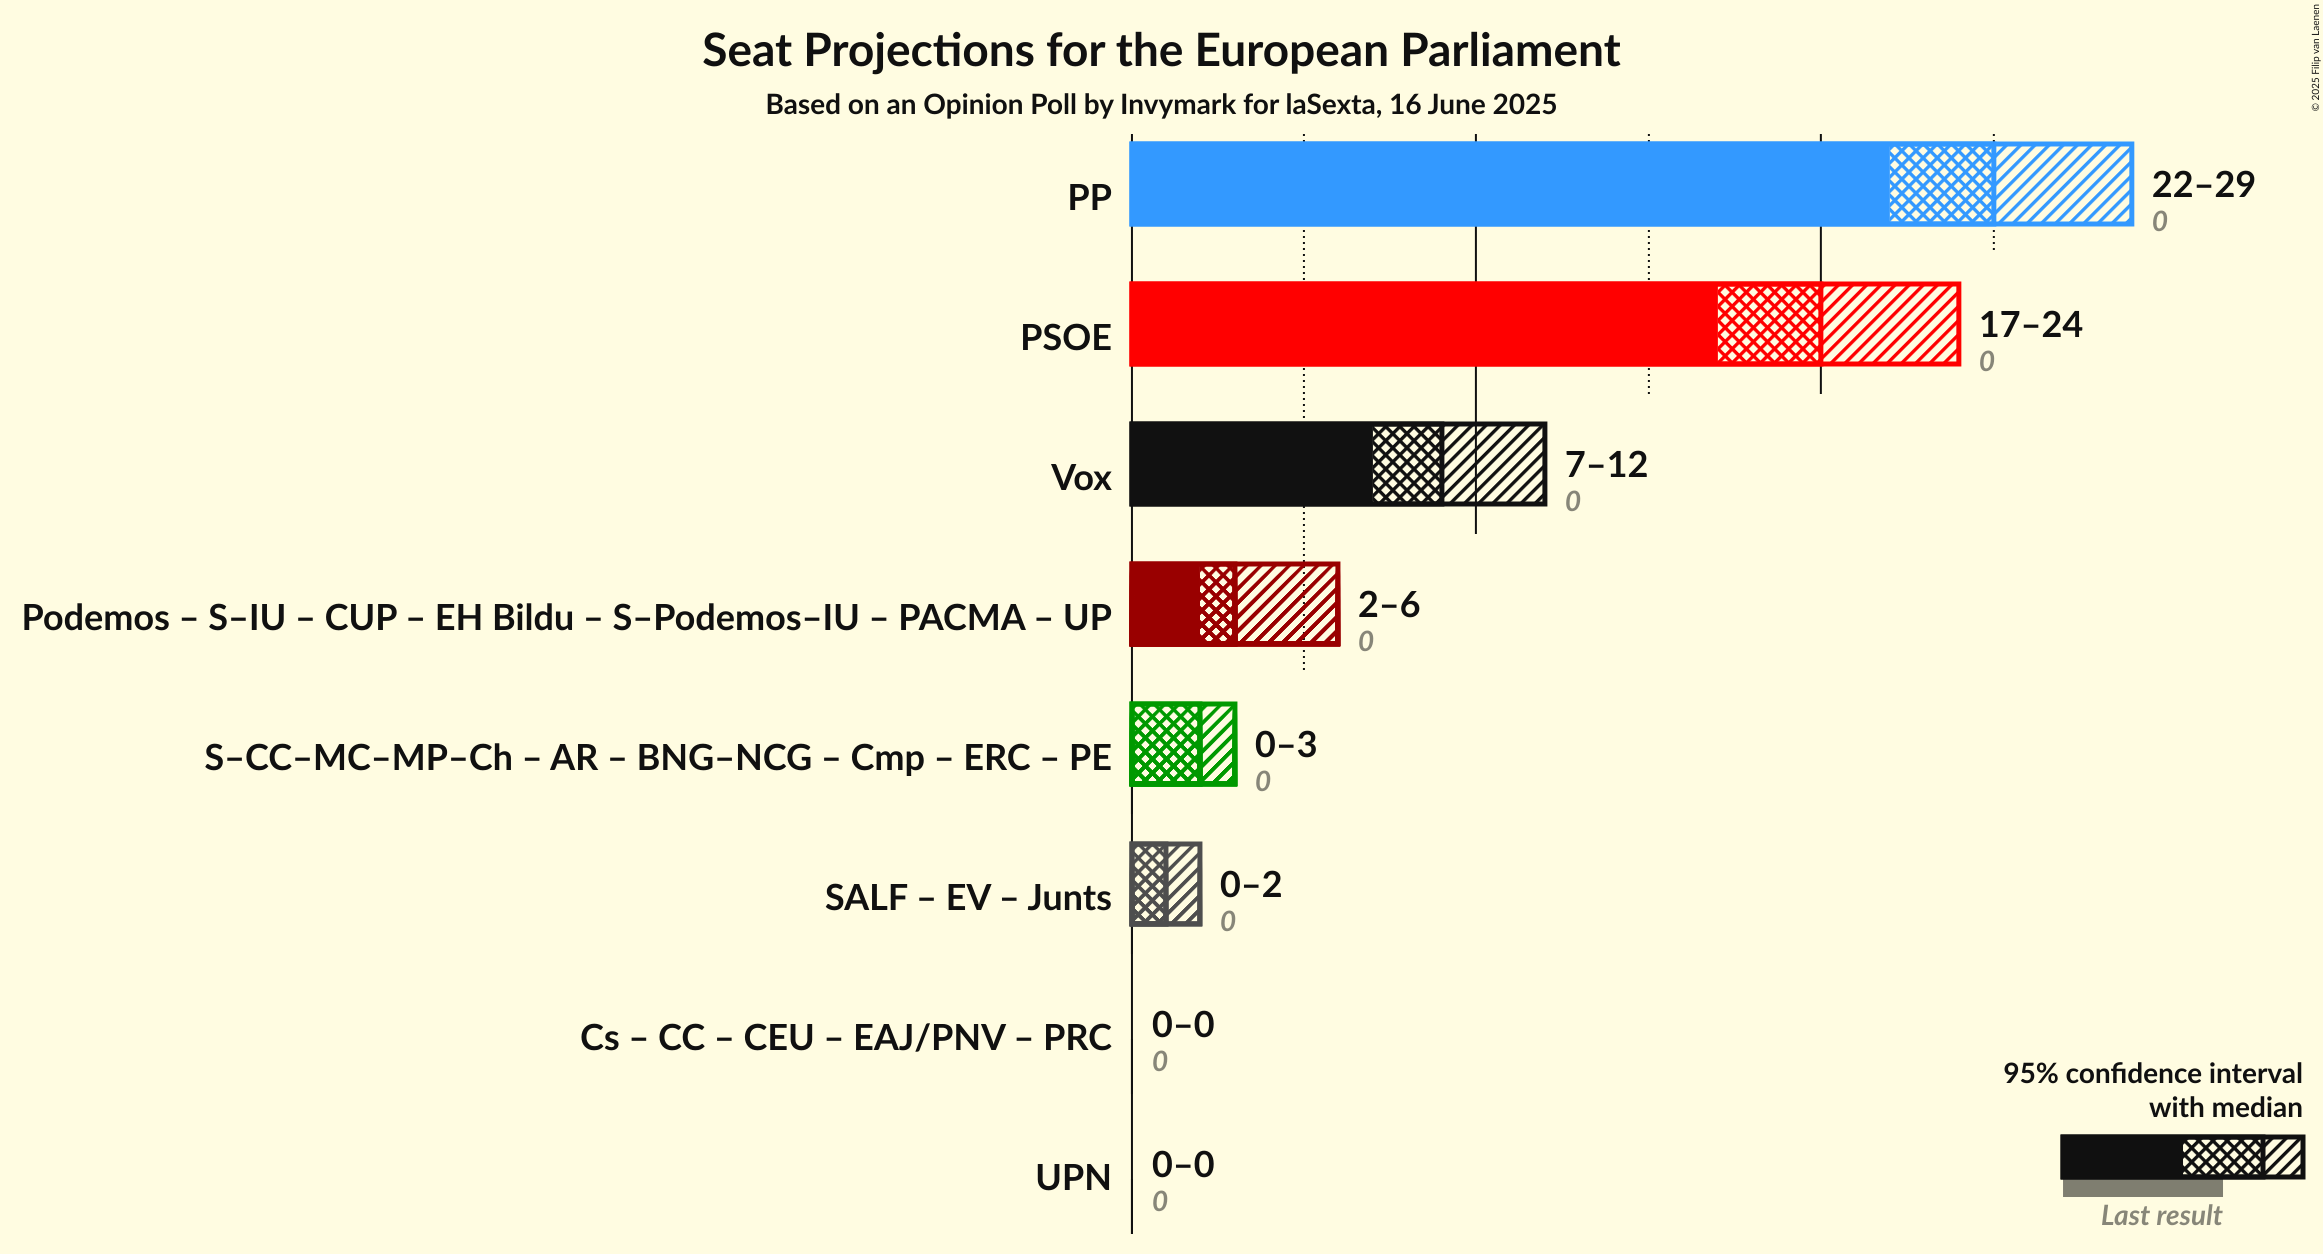 Seat Projections for the European Parliament
Based on an Opinion Poll by Invymark for laSexta, 16 June 2025
© 2025 Filip van Laenen
PP
22–29
0
PSOE
17–24
0
Vox
7–12
0
Podemos – S–IU – CUP – EH Bildu – S–Podemos–IU – PACMA – UP
2–6
0
S–CC–MC–MP–Ch – AR – BNG–NCG – Cmp – ERC – PE
0–3
0
SALF – EV – Junts
0–2
0
Cs – CC – CEU – EAJ/PNV – PRC
0–0
0
UPN
0–0
0
95% confidence interval
with median
Last result